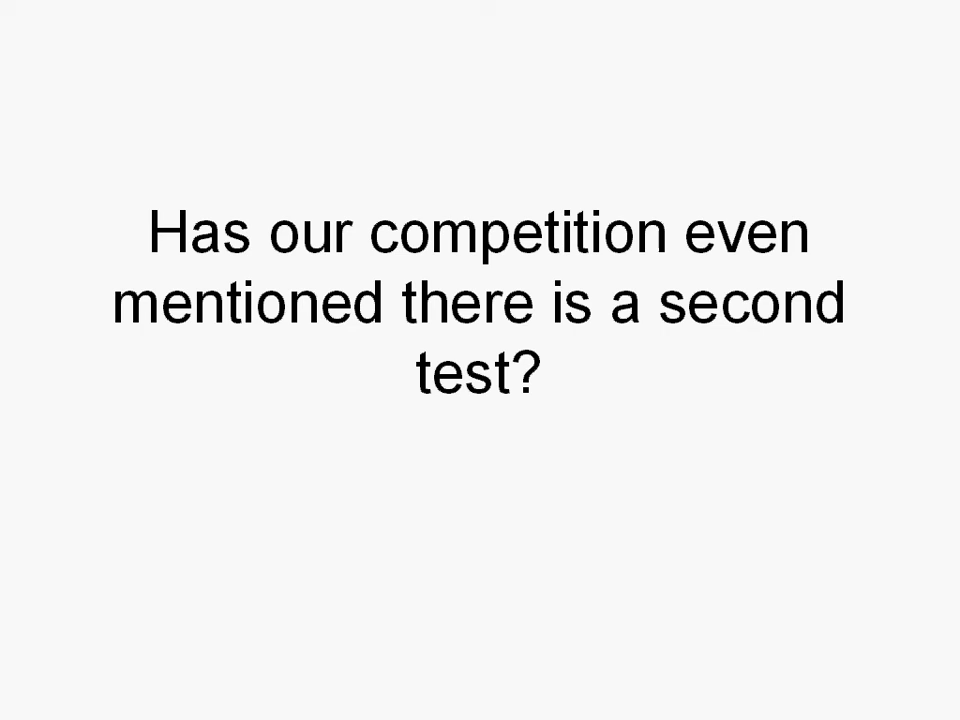 Has our competition even
mentioned there is a second
test?